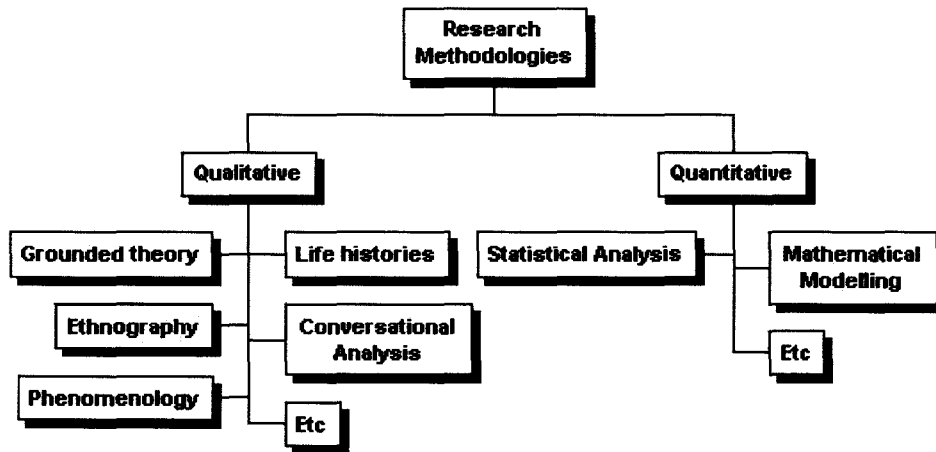 Research
Methodologies
Qualitative
Quantitative
Grounded theory
Life histories
Statistical Analysis
Mathematical
Modelling
Ethnography
Conversational
Analysis
Etc
Phenomenology
Etc